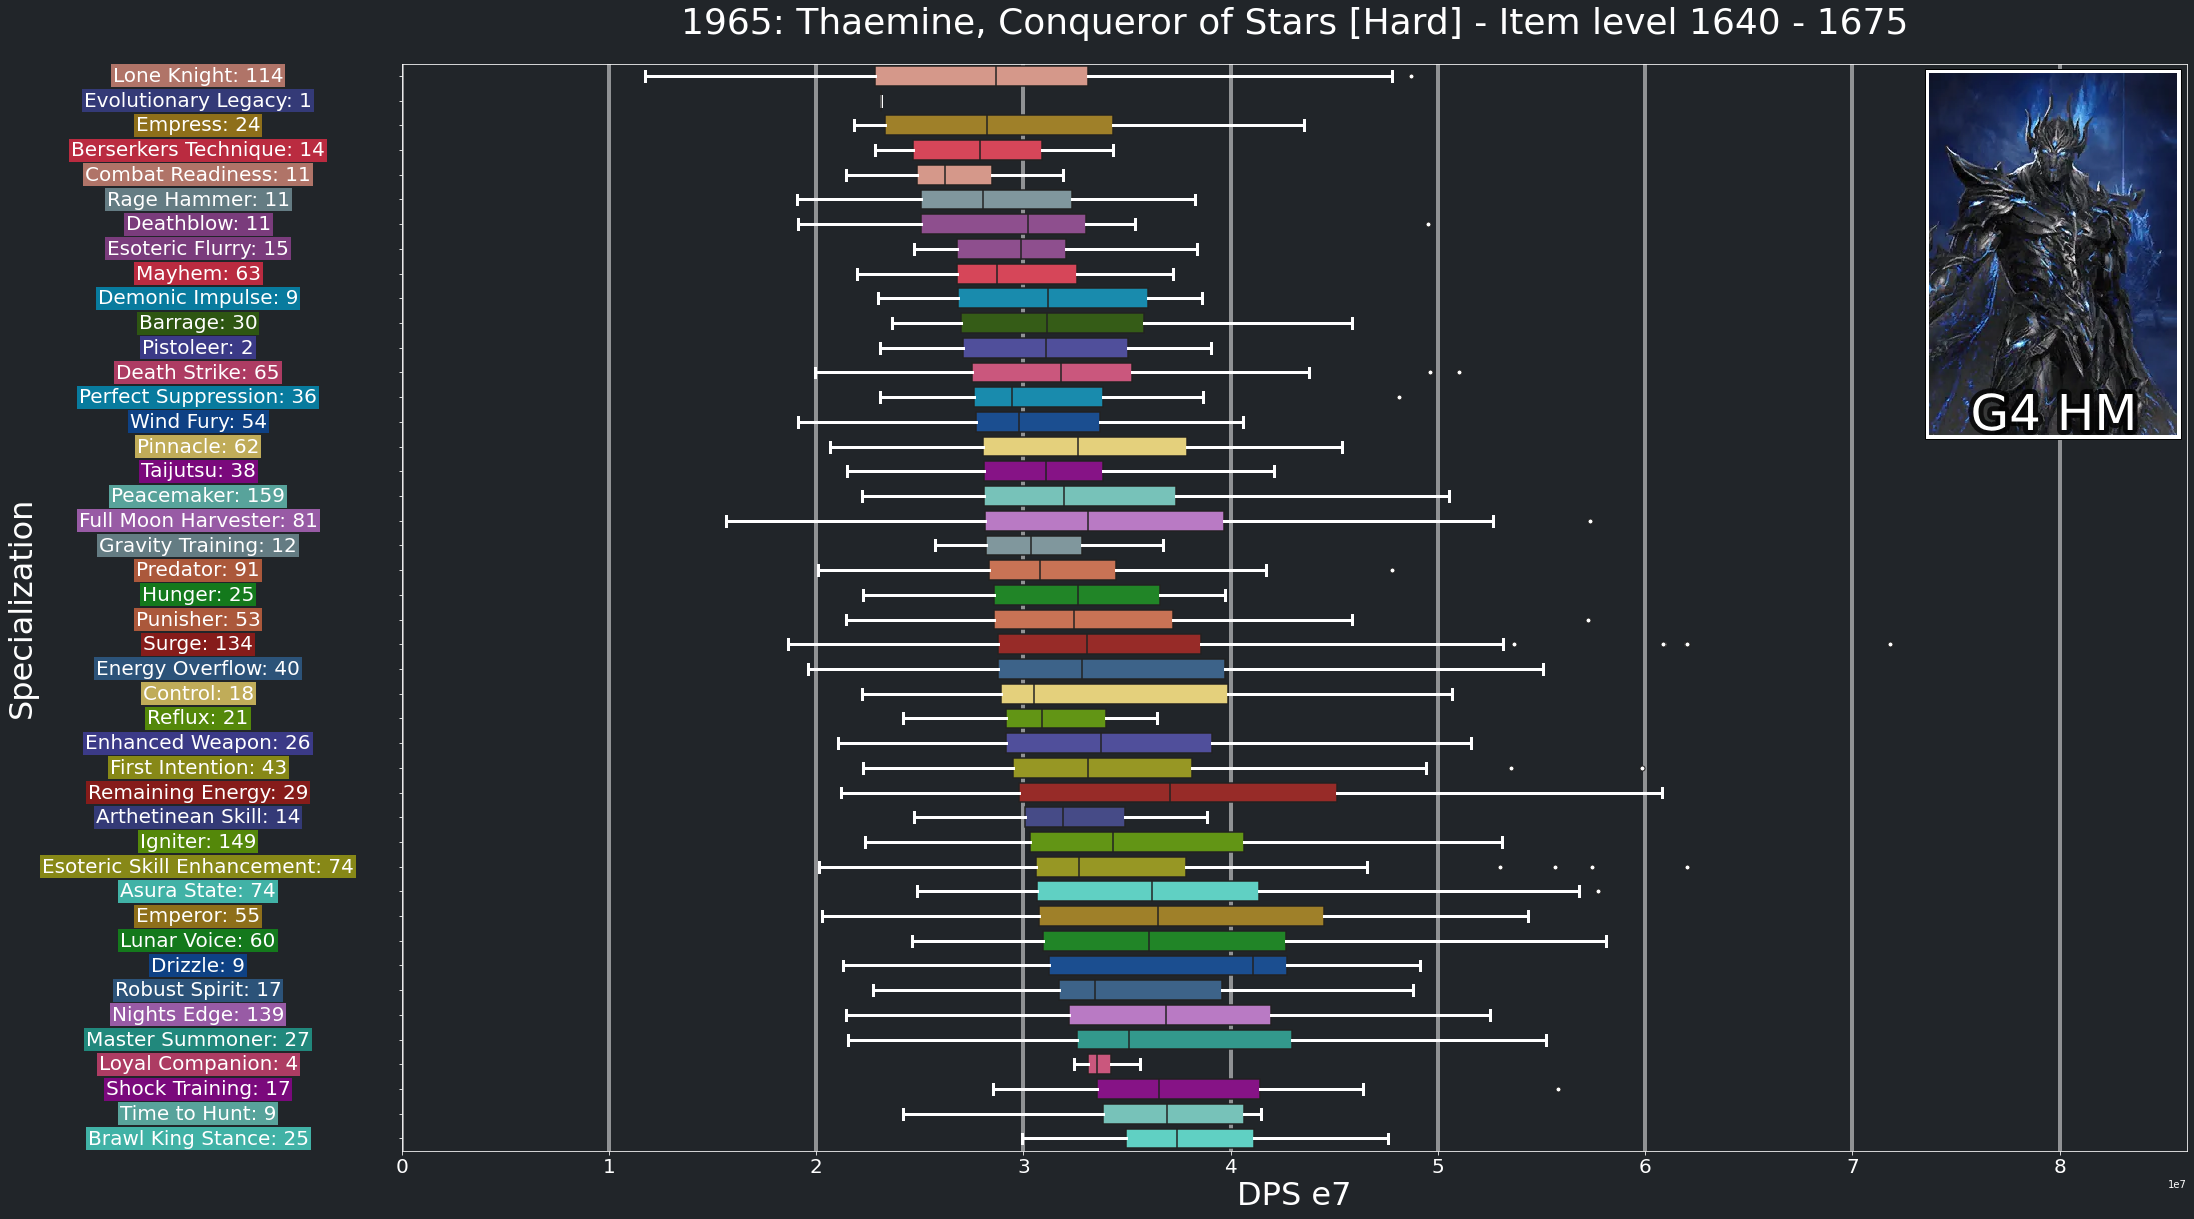 1965: Thaemine, Conqueror of Stars [Hard] - Item level 1640 - 1675
Lone Knight: 114
Evolutionary Legacy: 1
Empress: 24
Berserkers Technique: 14
Combat Readiness: 11
Rage Hammer: 11
Deathblow: 11
Esoteric Flurry: 15
Mayhem: 63
Demonic Impulse: 9
Barrage: 30
Pistoleer: 2
Death Strike: 65
Perfect Suppression: 36
Wind Fury: 54
Pinnacle: 62
Taijutsu: 38
Peacemaker: 159
Full Moon Harvester: 81
Gravity Training: 12
Predator: 91
Hunger: 25
Punisher: 53
Surge: 134
Energy Overflow: 40
Control: 18
Reflux: 21
Enhanced Weapon: 26
First Intention: 43
Remaining Energy: 29
Arthetinean Skill: 14
Igniter: 149
Esoteric Skill Enhancement: 74
Asura State: 74
Emperor: 55
Lunar Voice: 60
Drizzle: 9
Robust Spirit: 17
Nights Edge: 139
Master Summoner: 27
Loyal Companion: 4
Shock Training: 17
Time to Hunt: 9
Brawl King Stance: 25
Specialization
G4 HM
0 1 2 3 4 5 6 7 8
1e7
DPS e7